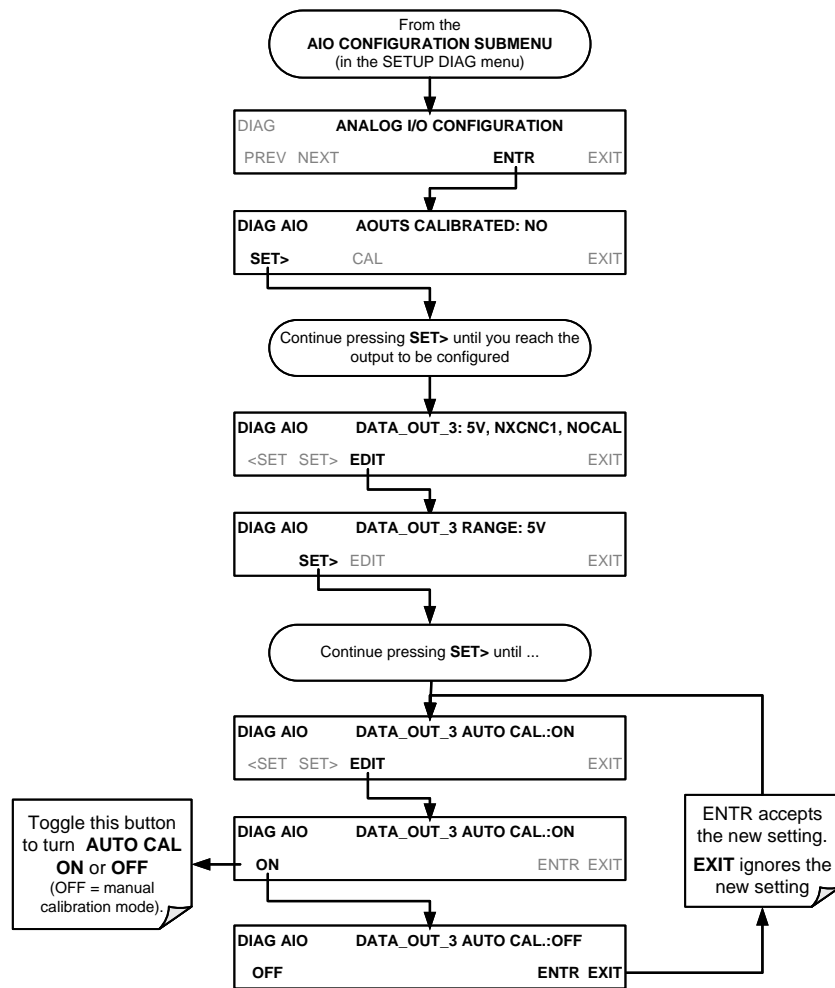 From the
AIO CONFIGURATION SUBMENU
(in the SETUP DIAG menu)
DIAG ANALOG I/O CONFIGURATION
PREV NEXT ENTR EXIT
DIAG AIO AOUTS CALIBRATED: NO
SET> CAL EXIT
Continue pressing SET> until you reach the
output to be configured
DIAG AIO DATA_OUT_3: 5V, NXCNC1, NOCAL
<SET SET> EDIT EXIT
DIAG AIO DATA_OUT_3 RANGE: 5V
SET> EDIT EXIT
Continue pressing SET> until ...
DIAG AIO DATA_OUT_3 AUTO CAL.:ON
<SET SET> EDIT EXIT
Toggle this button
to turn AUTO CAL
ON or OFF
(OFF = manual
calibration mode).
DIAG AIO DATA_OUT_3 AUTO CAL.:ON
ON ENTR EXIT
ENTR accepts
the new setting.
EXIT ignores the
new setting
DIAG AIO DATA_OUT_3 AUTO CAL.:OFF
OFF ENTR EXIT